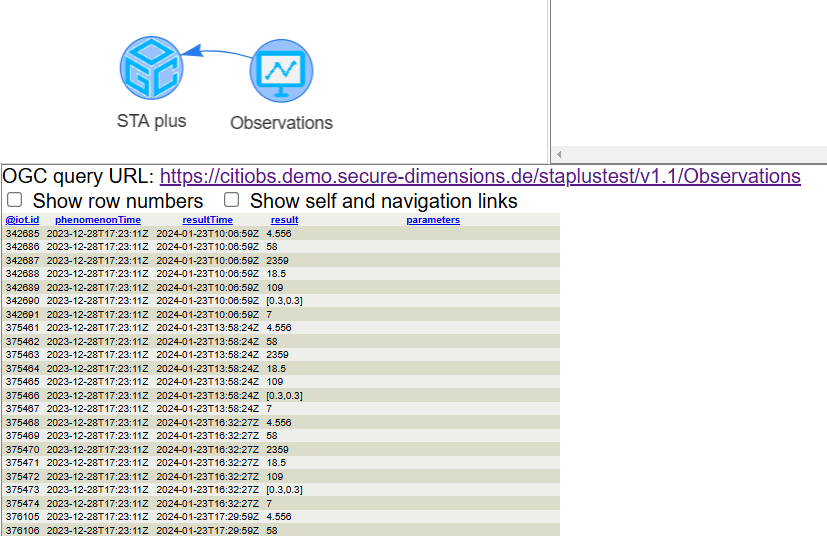 OGC
STA plus
Observations
OGC query URL: https://citiobs.demo.secure-dimensions.de/staplustest/v1.1/Observations
Show row numbers Show self and navigation links
@iot.id phenomenonTime resultTime result parameters
342685 2023-12-28T17:23:11Z 2024-01-23T10:06:59Z 4.556
342686 2023-12-28T17:23:11Z 2024-01-23T10:06:59Z 58
342687 2023-12-28T17:23:11Z 2024-01-23T10:06:59Z 2359
342688 2023-12-28T17:23:11Z 2024-01-23T10:06:59Z 18.5
342689 2023-12-28T17:23:11Z 2024-01-23T10:06:59Z 109
342690 2023-12-28T17:23:11Z 2024-01-23T10:06:59Z [0.3,0.3]
342691 2023-12-28T17:23:11Z 2024-01-23T10:06:59Z 7
375461 2023-12-28T17:23:11Z 2024-01-23T13:58:24Z 4.556
375462 2023-12-28T17:23:11Z 2024-01-23T13:58:24Z 58
375463 2023-12-28T17:23:11Z 2024-01-23T13:58:24Z 2359
375464 2023-12-28T17:23:11Z 2024-01-23T13:58:24Z 18.5
375465 2023-12-28T17:23:11Z 2024-01-23T13:58:24Z 109
375466 2023-12-28T17:23:11Z 2024-01-23T13:58:24Z [0.3,0.3]
375467 2023-12-28T17:23:11Z 2024-01-23T13:58:24Z 7
375468 2023-12-28T17:23:11Z 2024-01-23T16:32:27Z 4.556
375469 2023-12-28T17:23:11Z 2024-01-23T16:32:27Z 58
375470 2023-12-28T17:23:11Z 2024-01-23T16:32:27Z 2359
375471 2023-12-28T17:23:11Z 2024-01-23T16:32:27Z 18.5
375472 2023-12-28T17:23:11Z 2024-01-23T16:32:27Z 109
375473 2023-12-28T17:23:11Z 2024-01-23T16:32:27Z [0.3,0.3]
375474 2023-12-28T17:23:11Z 2024-01-23T16:32:27Z 7
376105 2023-12-28T17:23:11Z 2024-01-23T17:29:59Z 4.556
376106 2023-12-28T17:23:11Z 2024-01-23T17:29:59Z 58